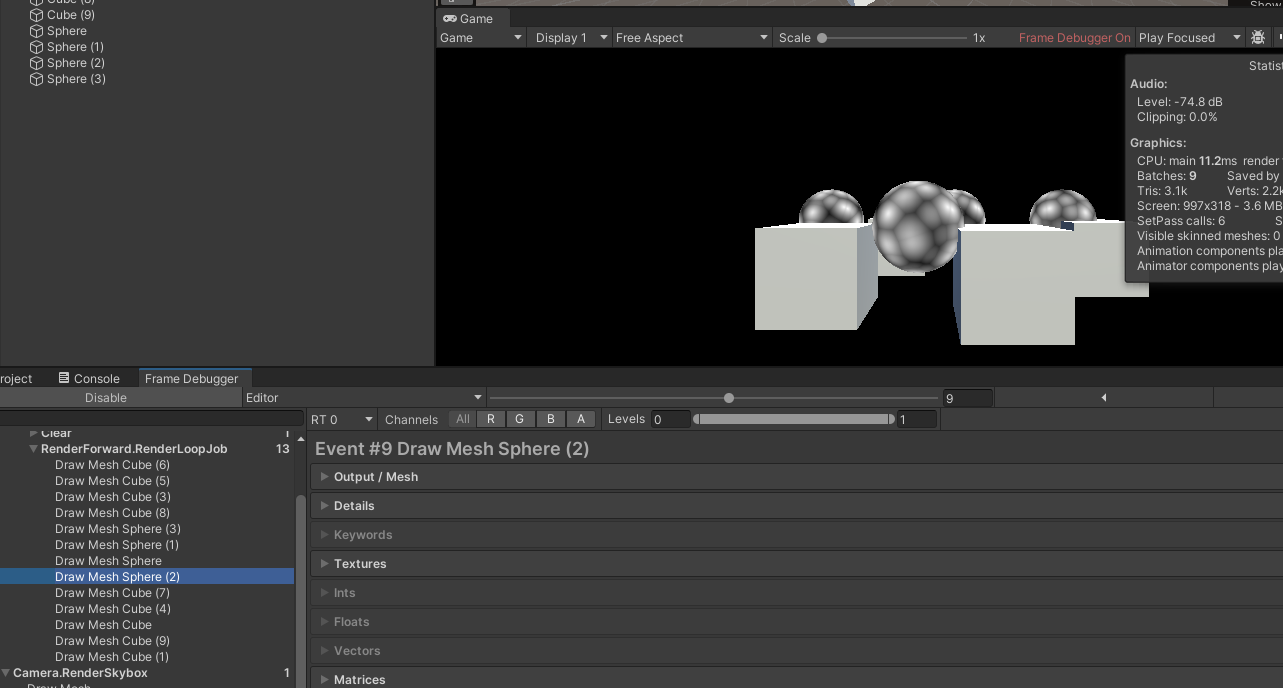 Cube (8)
Cube (9)
Sphere
Sphere (1)
Sphere (2)
Sphere (3)
Game
Game Display 1 Free Aspect Scale 1x Frame Debugger On Play Focused
Statist
Audio:
Level: -74.8 dB
Clipping: 0.0%
Graphics:
CPU: main 11.2ms render
Batches: 9 Saved by
Tris: 3.1k Verts: 2.2k
Screen: 997x318 - 3.6 MB
SetPass calls: 6 S
Visible skinned meshes: 0
Animation components pla
Animator components play
roject Console Frame Debugger
Disable Editor 9
RT 0 Channels All R G B A Levels 0 1
Clear 1
RenderForward.RenderLoopJob 13
Draw Mesh Cube (6)
Draw Mesh Cube (5)
Draw Mesh Cube (3)
Draw Mesh Cube (8)
Draw Mesh Sphere (3)
Draw Mesh Sphere (1)
Draw Mesh Sphere
Draw Mesh Sphere (2)
Draw Mesh Cube (7)
Draw Mesh Cube (4)
Draw Mesh Cube
Draw Mesh Cube (9)
Draw Mesh Cube (1)
Camera.RenderSkybox 1
Draw Mesh
Event #9 Draw Mesh Sphere (2)
Output / Mesh
Details
Keywords
Textures
Ints
Floats
Vectors
Matrices